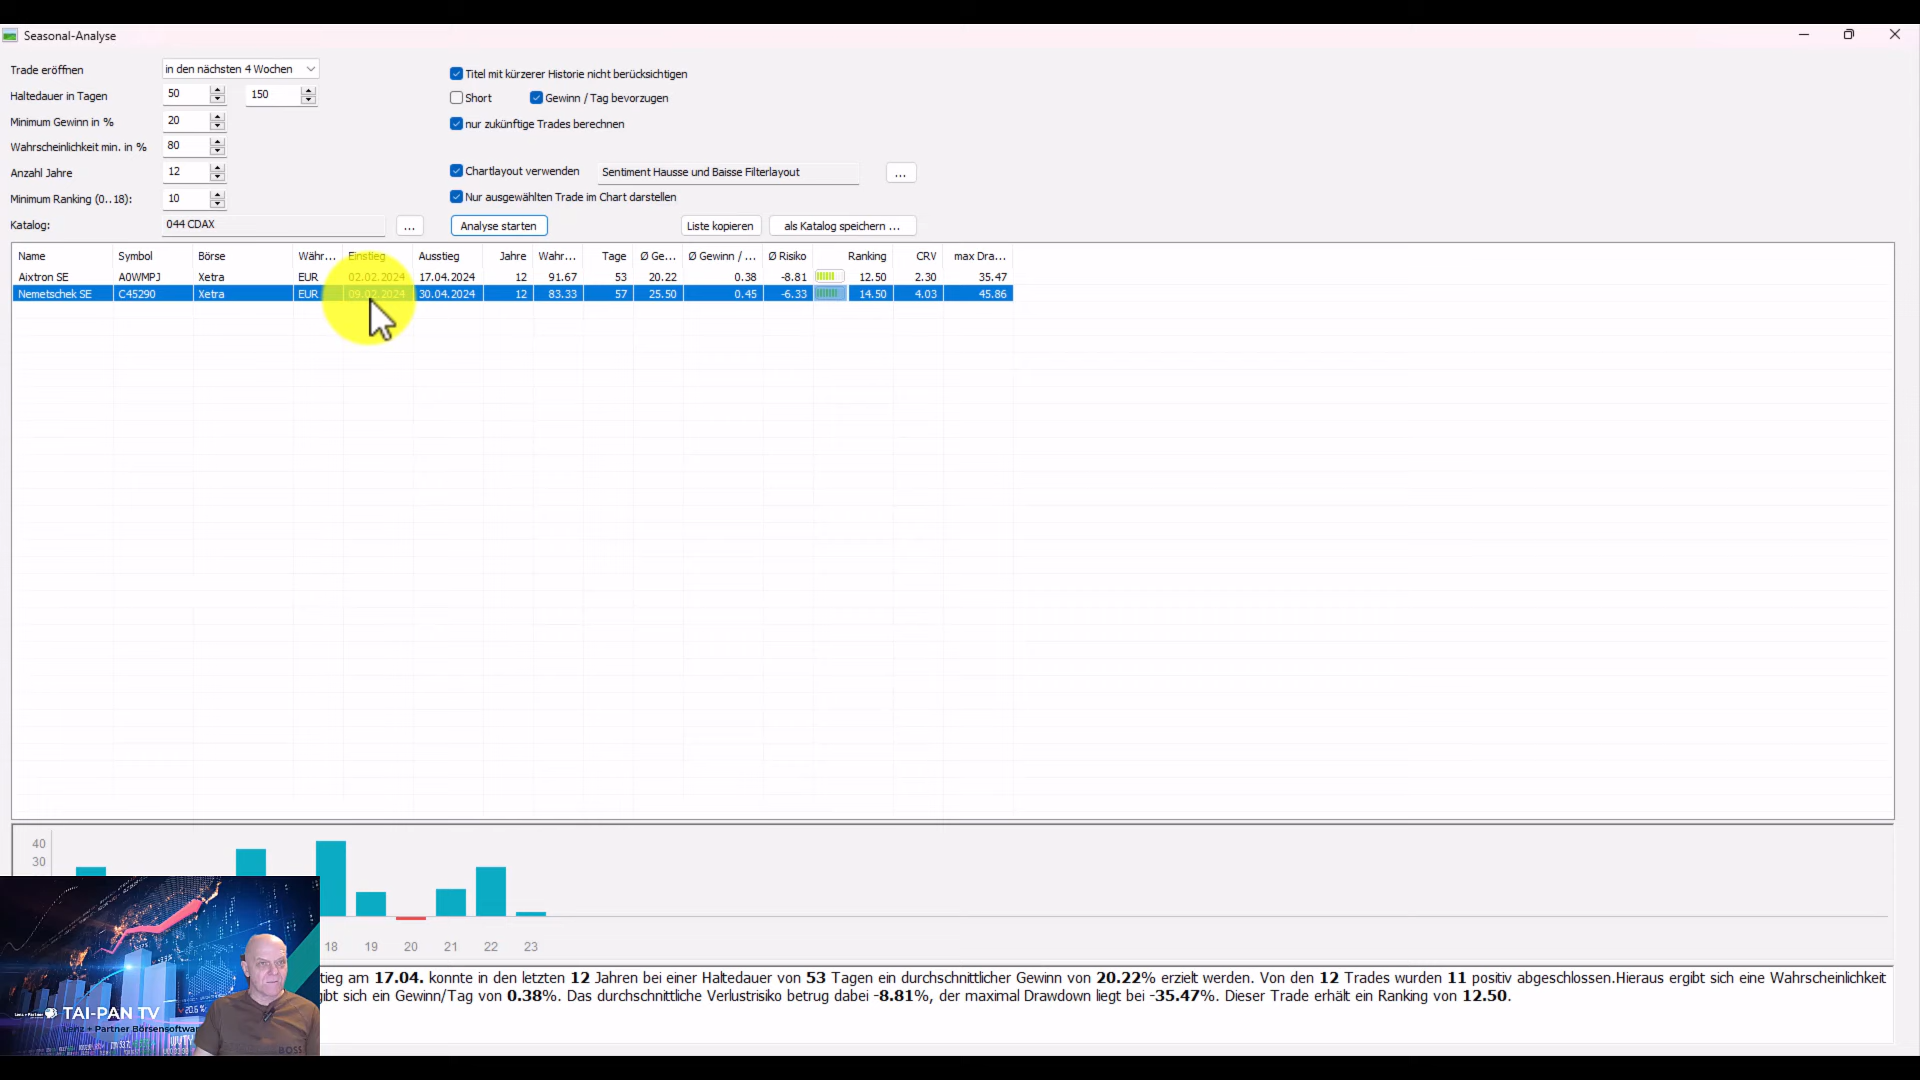 Seasonal-Analyse
Trade eröffnen
in den nächsten 4 Wochen
Titel mit kürzerer Historie nicht berücksichtigen
Haltedauer in Tagen
50
150
Short
Gewinn / Tag bevorzugen
Minimum Gewinn in %
20
nur zukünftige Trades berechnen
Wahrscheinlichkeit min. in %
80
Anzahl Jahre
12
Chartlayout verwenden
Sentiment Hausse und Baisse Filterlayout
...
Minimum Ranking (0..18):
10
Nur ausgewählten Trade im Chart darstellen
Katalog:
044 CDAX
...
Analyse starten
Liste kopieren
als Katalog speichern ...
Name Symbol Börse Währ... Einstieg Ausstieg Jahre Wahr... Tage Ø Ge... Ø Gewinn / ... Ø Risiko Ranking CRV max Dra...
Aixtron SE A0WMPJ Xetra EUR 02.02.2024 17.04.2024 12 91.67 53 20.22 0.38 -8.81 12.50 2.30 35.47
Nemetschek SE C45290 Xetra EUR 09.02.2024 30.04.2024 12 83.33 57 25.50 0.45 -6.33 14.50 4.03 45.86
40
30
18 19 20 21 22 23
tieg am 17.04. konnte in den letzten 12 Jahren bei einer Haltedauer von 53 Tagen ein durchschnittlicher Gewinn von 20.22% erzielt werden. Von den 12 Trades wurden 11 positiv abgeschlossen.Hieraus ergibt sich eine Wahrscheinlichkeit
gibt sich ein Gewinn/Tag von 0.38%. Das durchschnittliche Verlustrisiko betrug dabei -8.81%, der maximal Drawdown liegt bei -35.47%. Dieser Trade erhält ein Ranking von 12.50.
Lenz + Partner
TAI-PAN TV
Lenz + Partner Börsensoftwar
BOSS